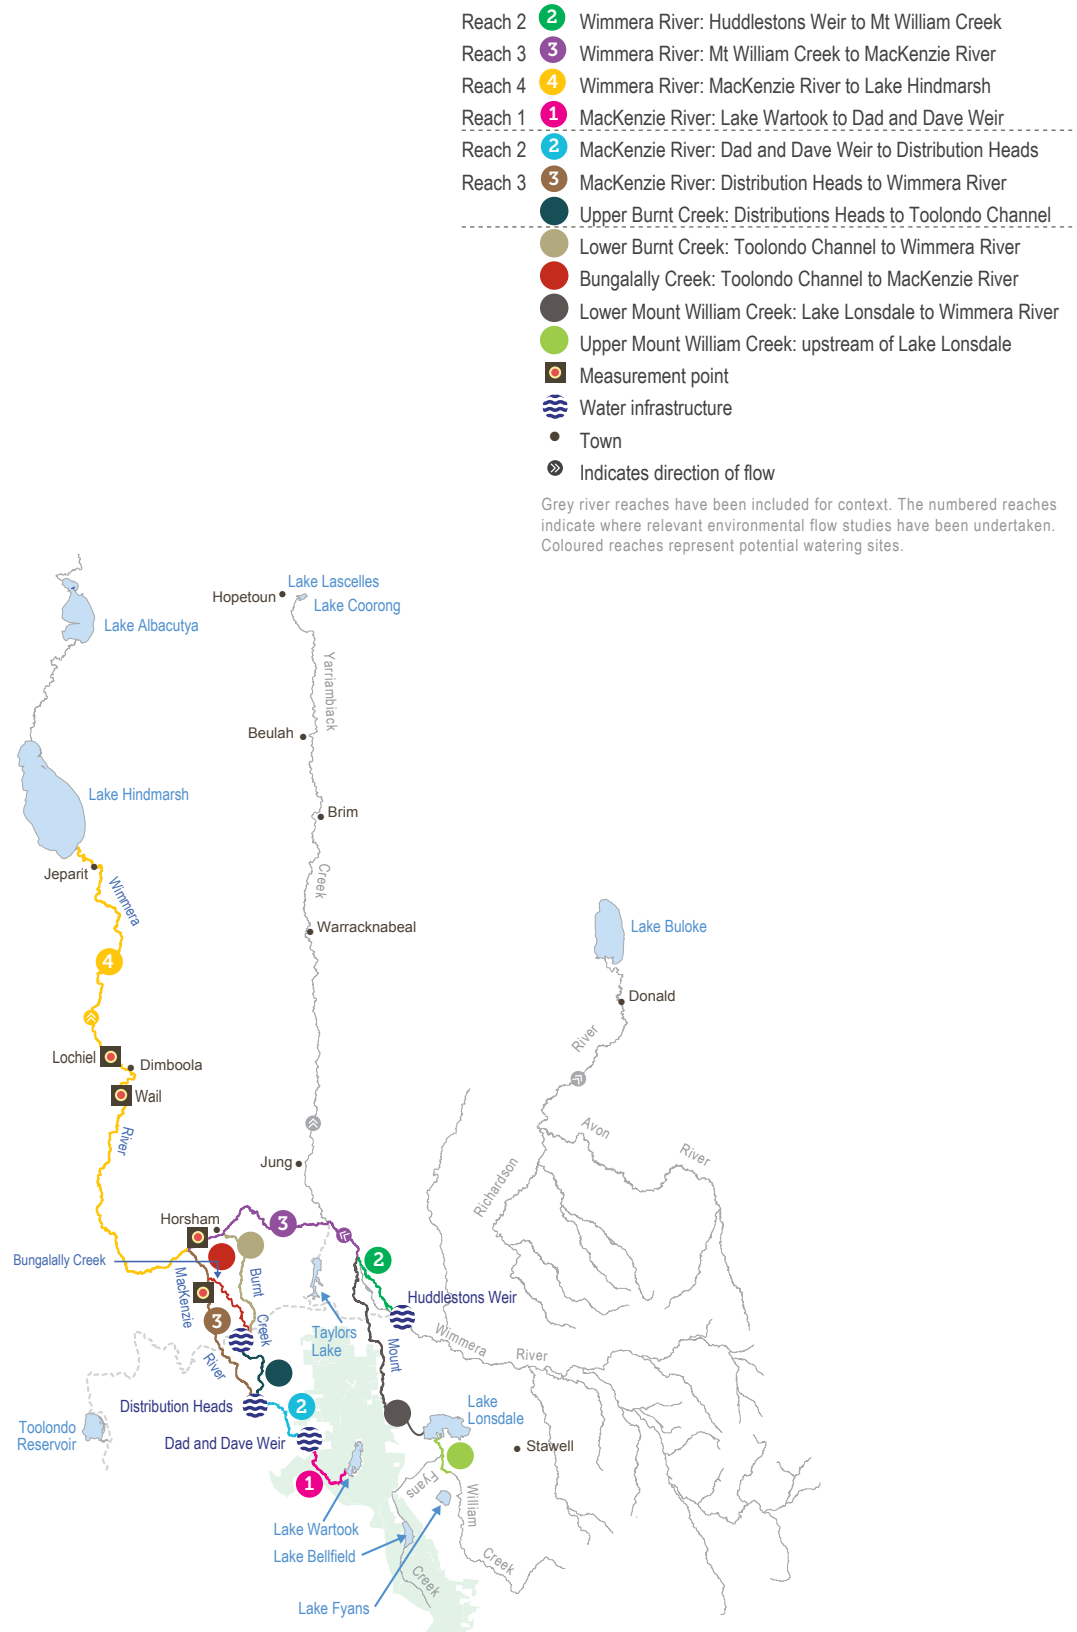 Reach 2 2 Wimmera River: Huddlestons Weir to Mt William Creek
Reach 3 3 Wimmera River: Mt William Creek to MacKenzie River
Reach 4 4 Wimmera River: MacKenzie River to Lake Hindmarsh
Reach 1 1 MacKenzie River: Lake Wartook to Dad and Dave Weir
Reach 2 2 MacKenzie River: Dad and Dave Weir to Distribution Heads
Reach 3 3 MacKenzie River: Distribution Heads to Wimmera River
Upper Burnt Creek: Distributions Heads to Toolondo Channel
Lower Burnt Creek: Toolondo Channel to Wimmera River
Bungalally Creek: Toolondo Channel to MacKenzie River
Lower Mount William Creek: Lake Lonsdale to Wimmera River
Upper Mount William Creek: upstream of Lake Lonsdale
Measurement point
Water infrastructure
Town
Indicates direction of flow
Grey river reaches have been included for context. The numbered reaches
indicate where relevant environmental flow studies have been undertaken.
Coloured reaches represent potential watering sites.
Lake Lascelles
Hopetoun
Lake Coorong
Lake Albacutya
Yarriambiack
Beulah
Lake Hindmarsh
Brim
Jeparit
Creek
Wimmera
Warracknabeal
Lake Buloke
4
Donald
River
Lochiel
Dimboola
Wail
River
Avon
River
Jung
Richardson
Horsham
3
Bungalally Creek
2
MacKenzie
Burnt
Huddlestons Weir
3
Creek
Taylors
Lake
Mount
Wimmera
River
River
Distribution Heads
2
Lake
Lonsdale
Toolondo
Reservoir
Dad and Dave Weir
Stawell
1
Fyans
William
Lake Wartook
Lake Bellfield
Creek
Creek
Lake Fyans